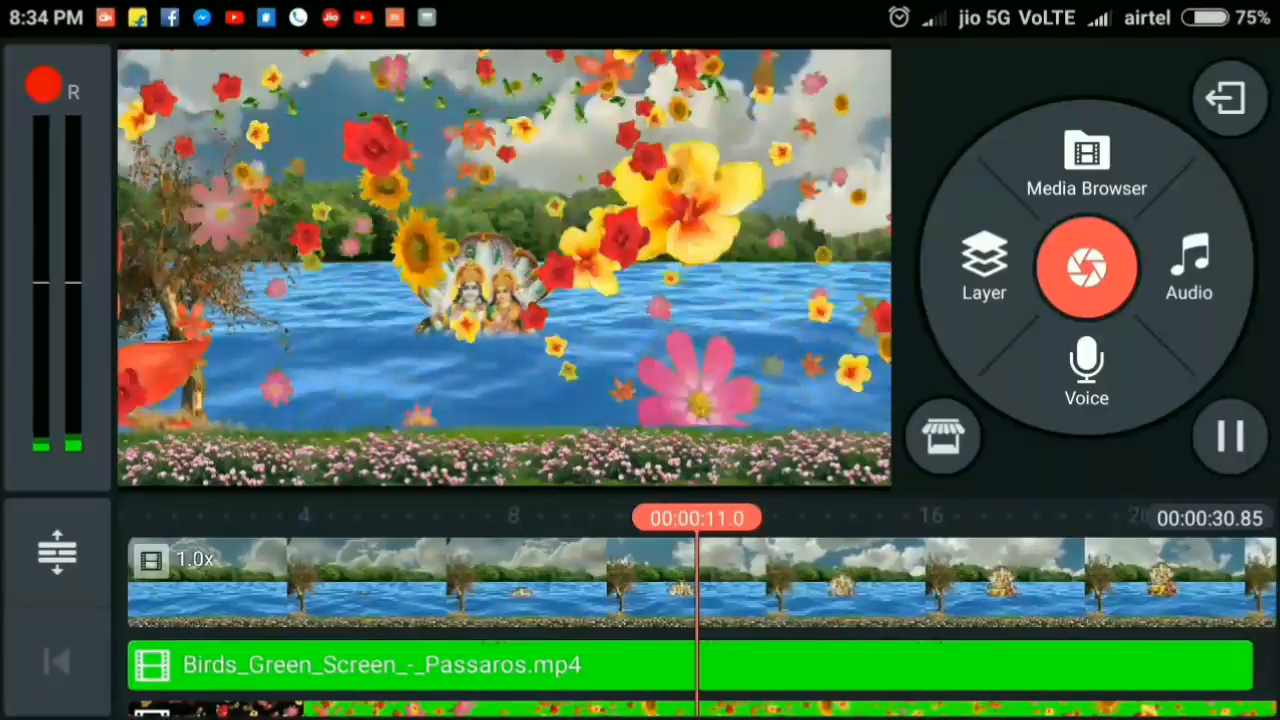 8:34 PM
jio 5G VoLTE
airtel
75%
R
Media Browser
Layer
Audio
Voice
4
8
00:00:11.0
16
00:00:30.85
1.0x
Birds_Green_Screen_-_Passaros.mp4